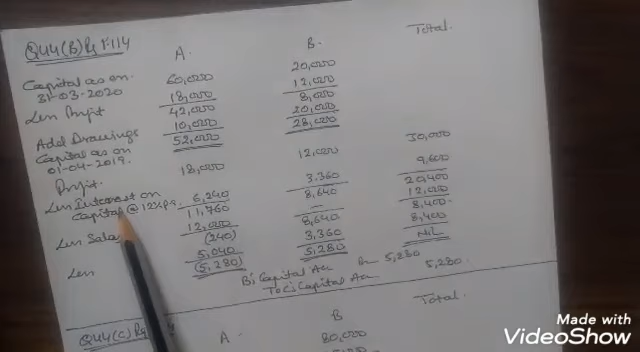 Q44(B) Pg 1.114
A. B. Total.
Capital as on 60,000 20,000
31-03-2020
Less Profit 18,000 12,000
42,000 8,000
Add Drawings 10,000 20,000
Capital as on 52,000 28,000
01-04-2019.
Profit. 18,000 12,000 30,000
Less Interest on 6,240 3,360 9,600
Capital @ 12% p.a. 11,760 8,640 20,400
Less 12,000 — 12,000
(240) 8,640 8,400
Less 5,040 3,360 8,400
(5,280) 5,280 Nil
B's Capital A/c Dr 5,280
To C's Capital A/c 5,280.
Q44(C)
A. B Total.
80,000
Made with
VideoShow